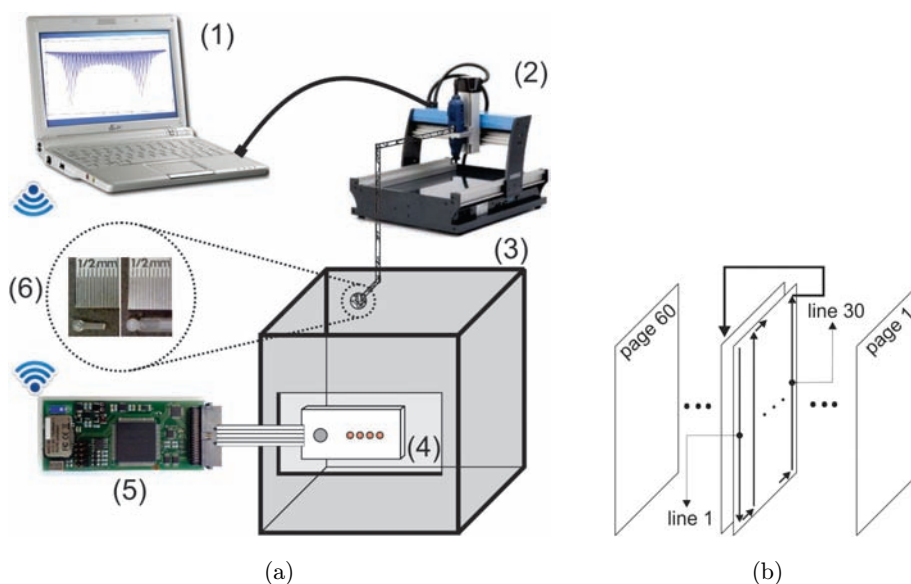 (1)
(2)
(3)
(6)
1/2mm
1/2mm
(4)
(5)
(a)
page 60
line 30
page 1
line 1
(b)